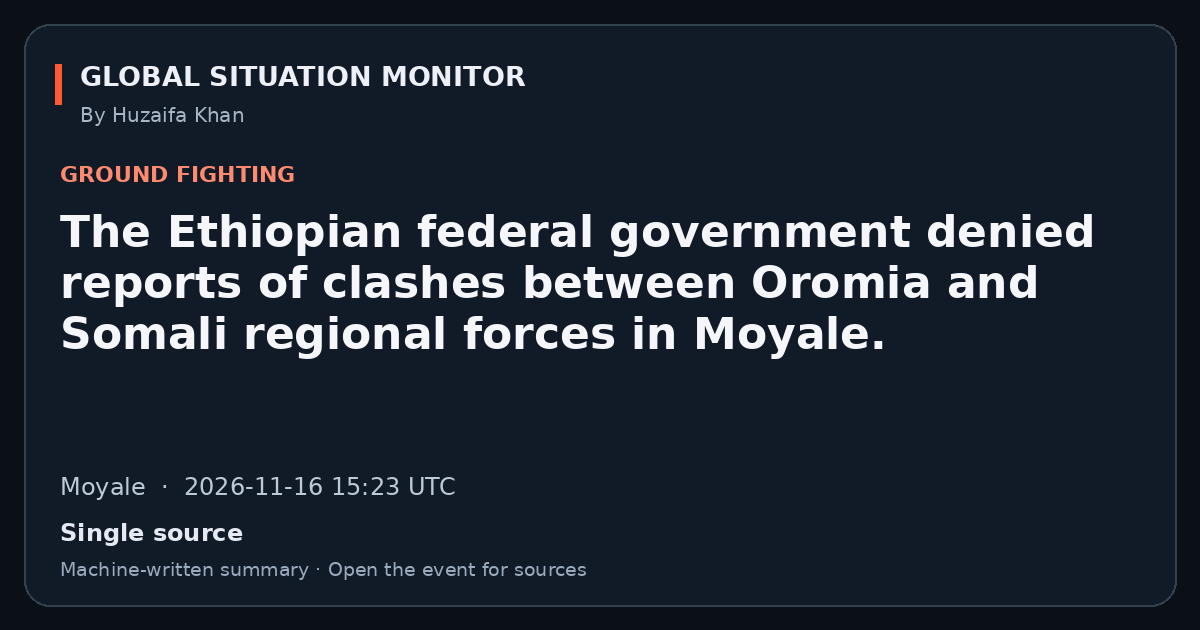 GLOBAL SITUATION MONITOR
By Huzaifa Khan
GROUND FIGHTING
The Ethiopian federal government denied
reports of clashes between Oromia and
Somali regional forces in Moyale.
Moyale · 2026-11-16 15:23 UTC
Single source
Machine-written summary · Open the event for sources